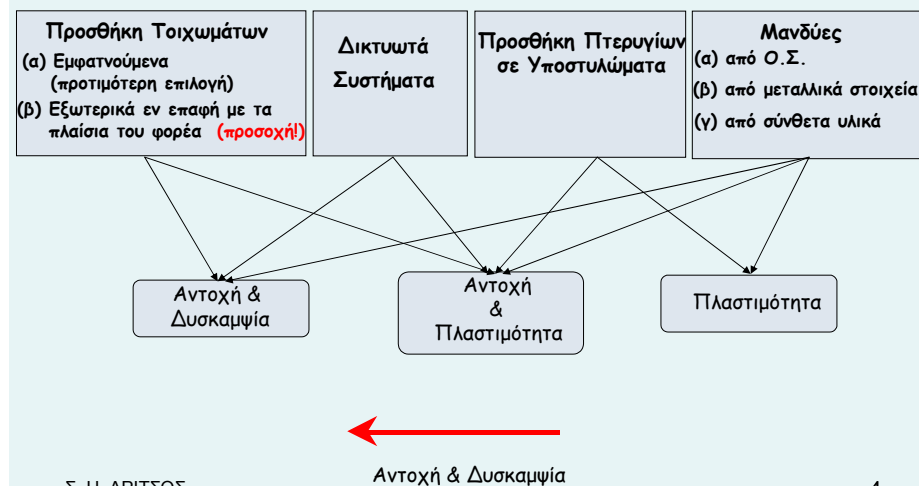 Προσθήκη Τοιχωμάτων
(α) Εμφατνούμενα
(προτιμότερη επιλογή)
(β) Εξωτερικά εν επαφή με τα
πλαίσια του φορέα (προσοχή!)
Δικτυωτά
Συστήματα
Προσθήκη Πτερυγίων
σε Υποστυλώματα
Μανδύες
(α) από Ο.Σ.
(β) από μεταλλικά στοιχεία
(γ) από σύνθετα υλικά
Αντοχή &
Δυσκαμψία
Αντοχή
&
Πλαστιμότητα
Πλαστιμότητα
Αντοχή & Δυσκαμψία